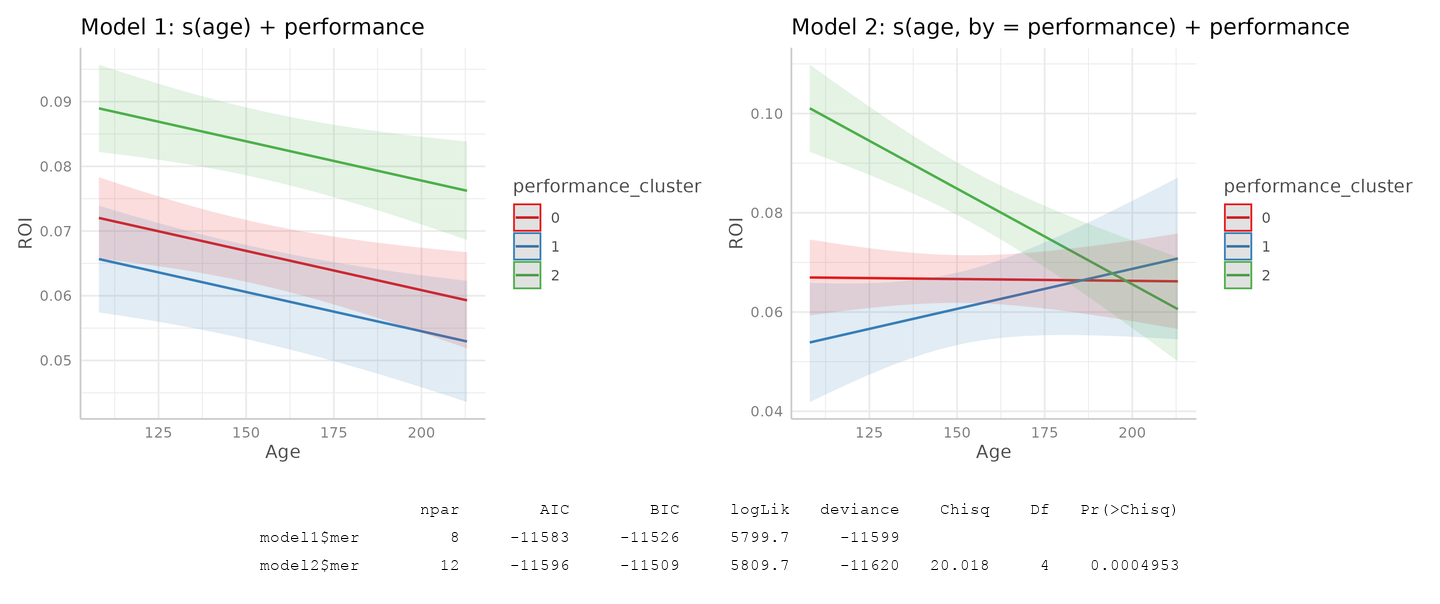 Model 1: s(age) + performance
0.09
0.08
0.07
0.06
0.05
ROI
125 150 175 200
Age
performance_cluster
0
1
2
Model 2: s(age, by = performance) + performance
0.10
0.08
0.06
0.04
ROI
125 150 175 200
Age
performance_cluster
0
1
2
npar AIC BIC logLik deviance Chisq Df Pr(>Chisq)
model1$mer 8 -11583 -11526 5799.7 -11599
model2$mer 12 -11596 -11509 5809.7 -11620 20.018 4 0.0004953